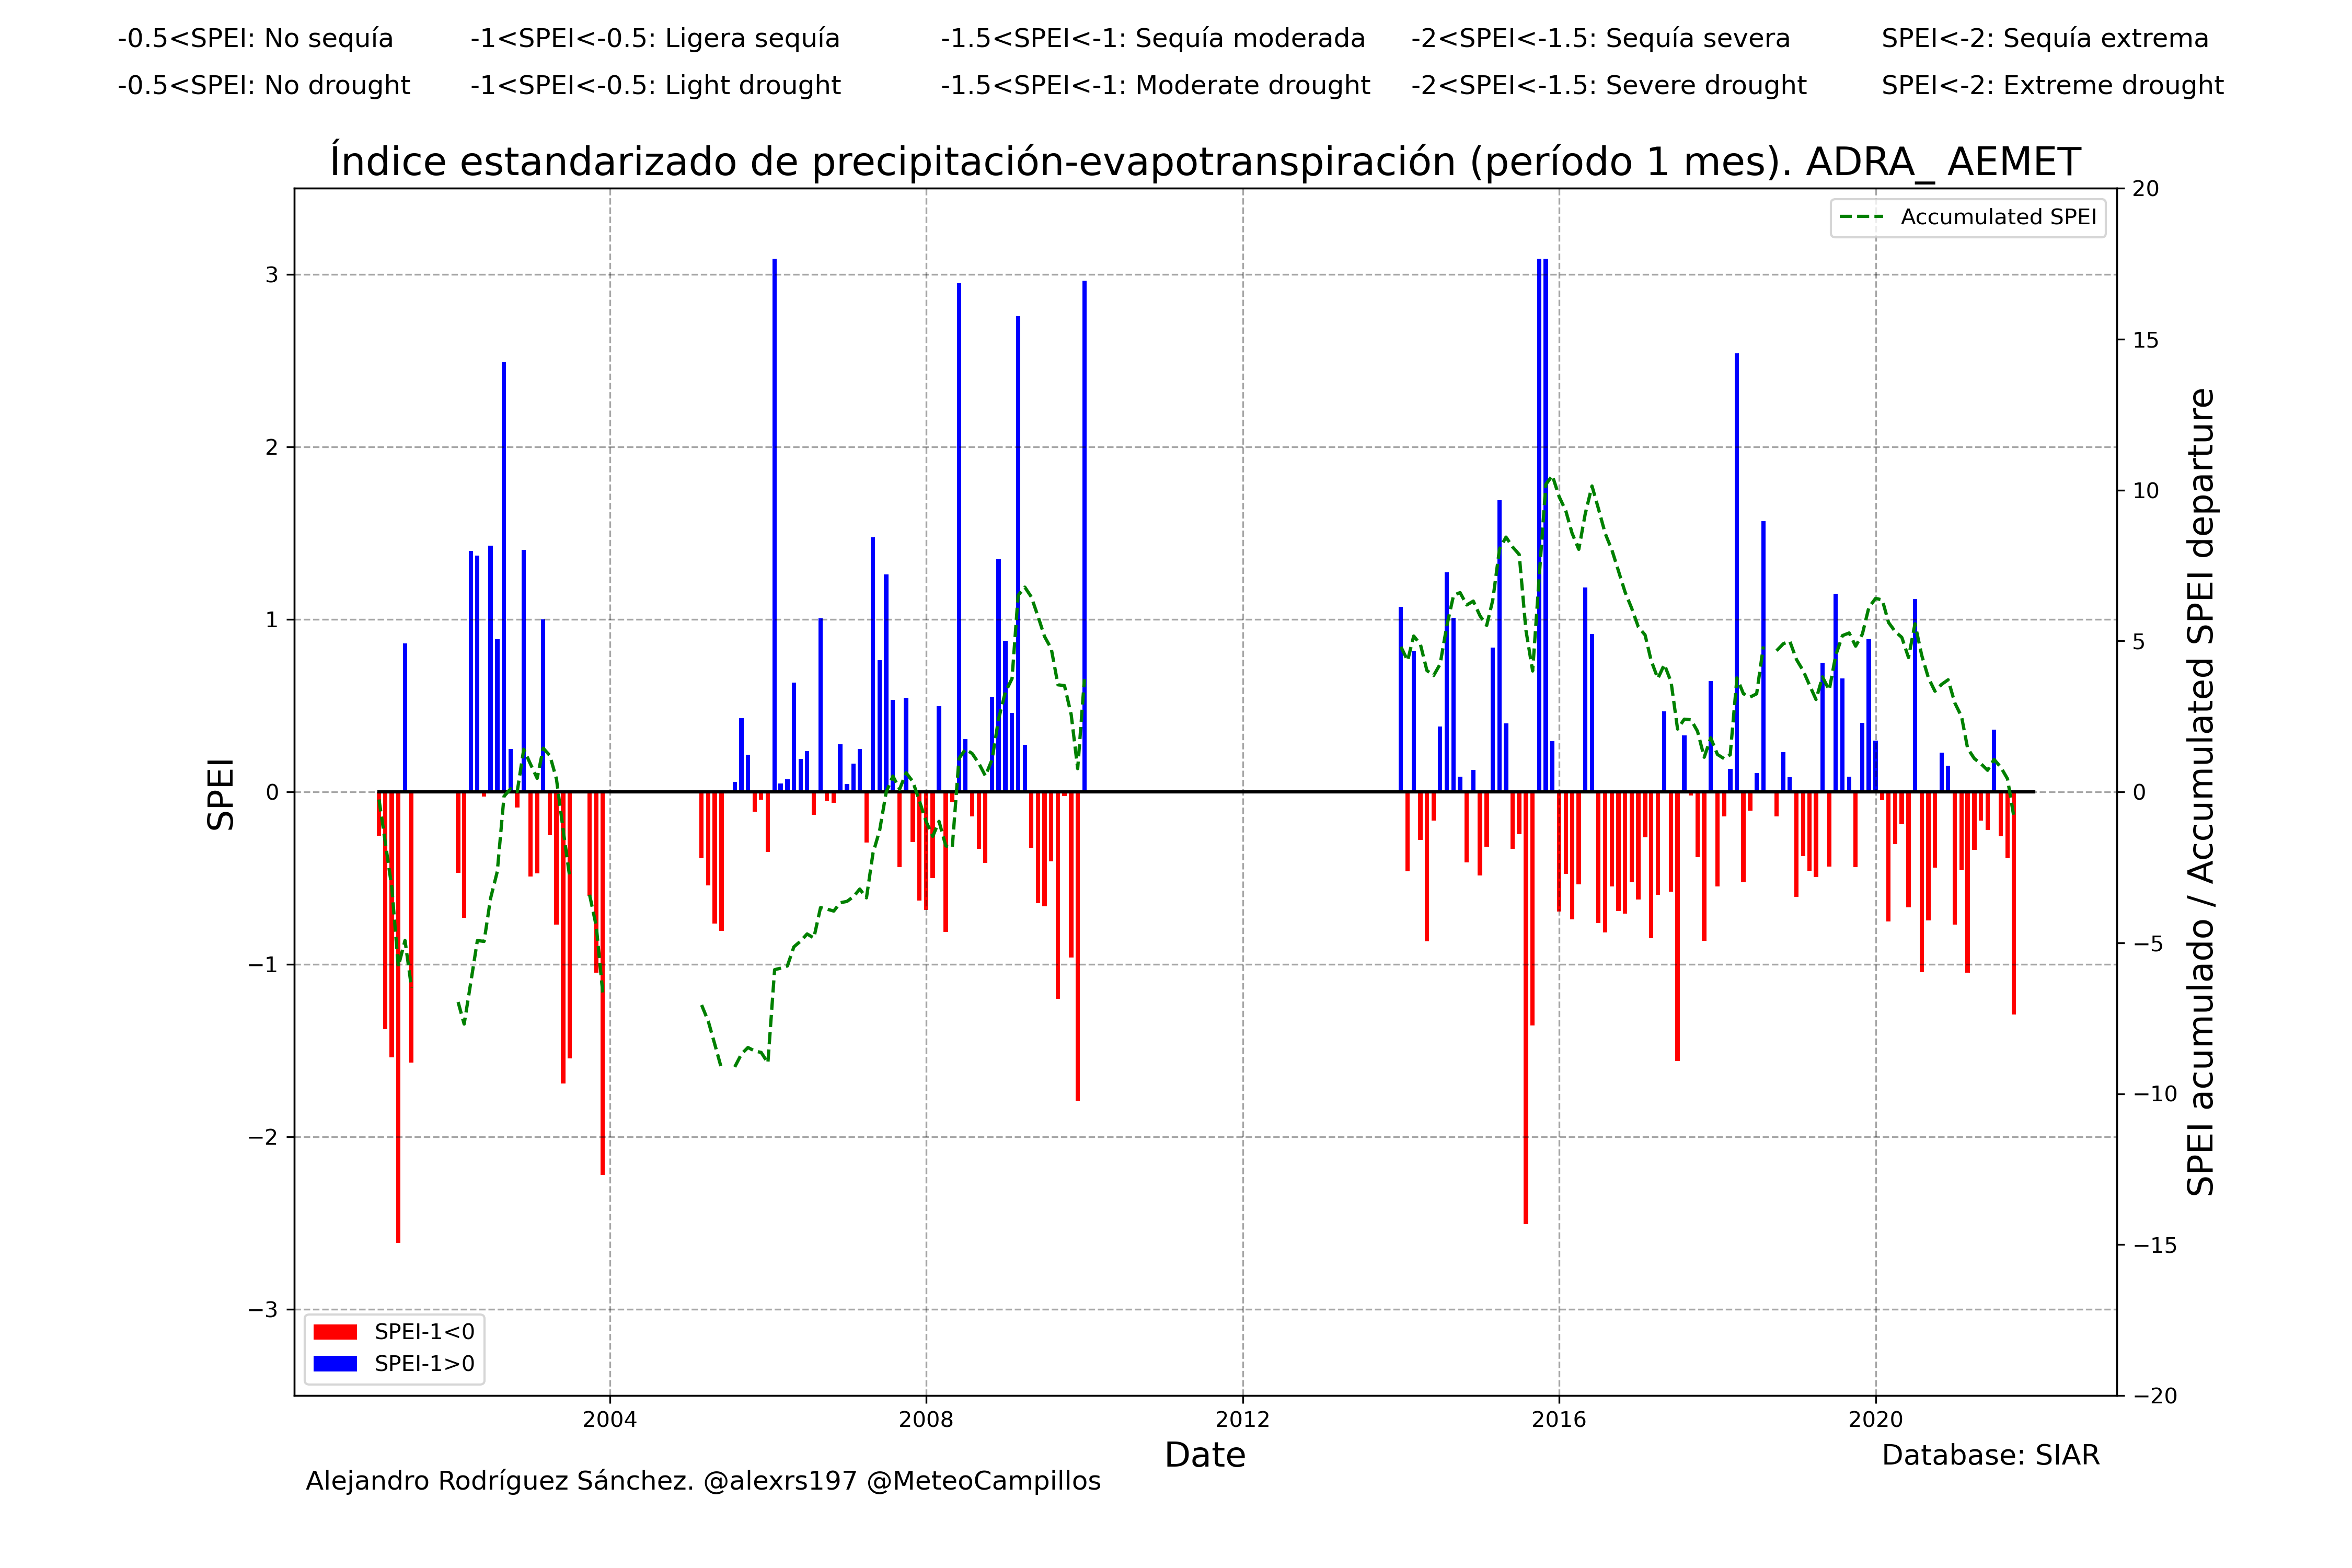 -0.5<SPEI: No sequía -1<SPEI<-0.5: Ligera sequía -1.5<SPEI<-1: Sequía moderada -2<SPEI<-1.5: Sequía severa SPEI<-2: Sequía extrema
-0.5<SPEI: No drought -1<SPEI<-0.5: Light drought -1.5<SPEI<-1: Moderate drought -2<SPEI<-1.5: Severe drought SPEI<-2: Extreme drought
Índice estandarizado de precipitación-evapotranspiración (período 1 mes). ADRA_ AEMET
Accumulated SPEI
SPEI
3
2
1
0
−1
−2
−3
20
15
10
5
0
−5
−10
−15
−20
SPEI acumulado / Accumulated SPEI departure
SPEI-1<0
SPEI-1>0
2004 2008 2012 2016 2020
Date
Database: SIAR
Alejandro Rodríguez Sánchez. @alexrs197 @MeteoCampillos